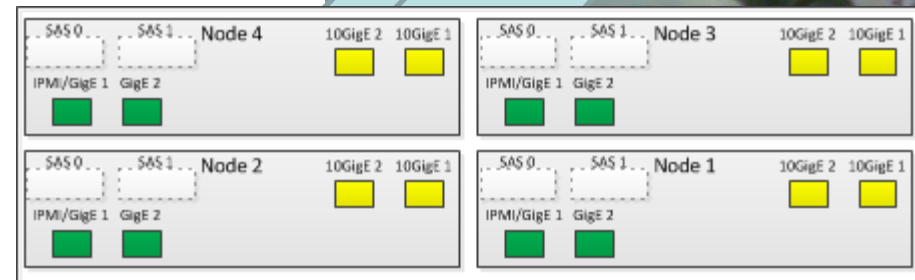 SAS 0 SAS 1 Node 4 10GigE 2 10GigE 1
IPMI/GigE 1 GigE 2
SAS 0 SAS 1 Node 3 10GigE 2 10GigE 1
IPMI/GigE 1 GigE 2
SAS 0 SAS 1 Node 2 10GigE 2 10GigE 1
IPMI/GigE 1 GigE 2
SAS 0 SAS 1 Node 1 10GigE 2 10GigE 1
IPMI/GigE 1 GigE 2